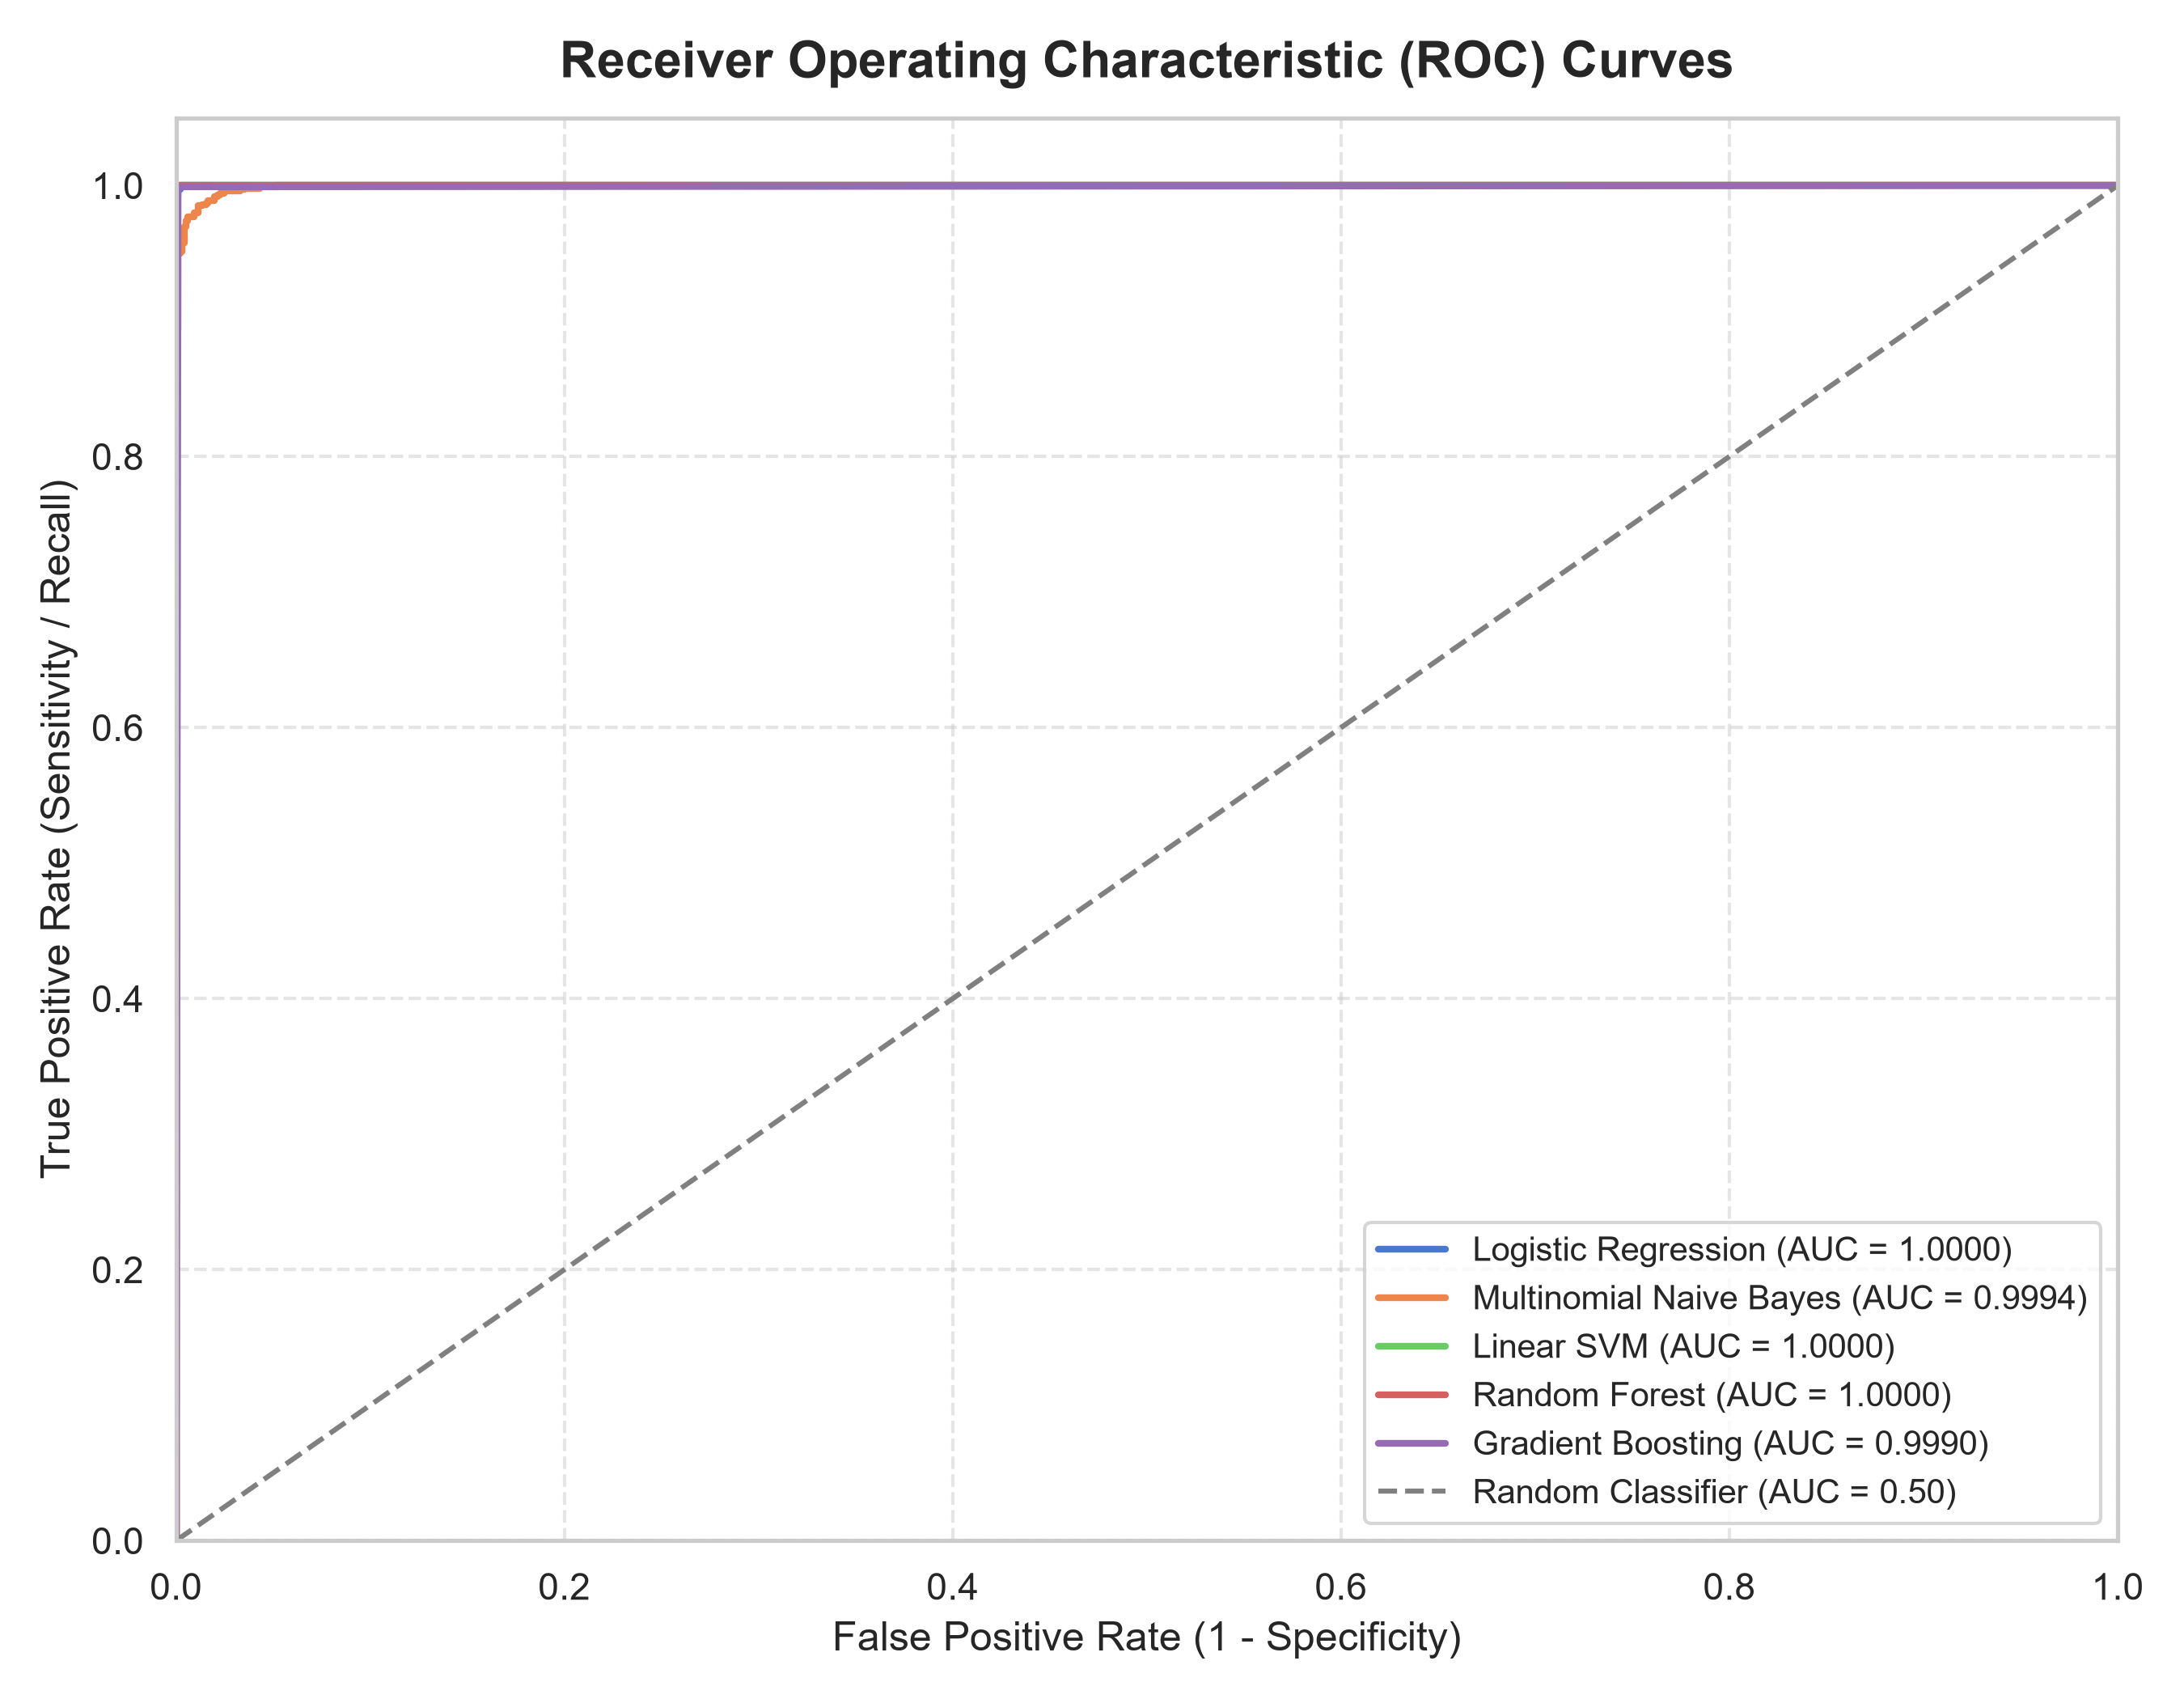 Receiver Operating Characteristic (ROC) Curves
True Positive Rate (Sensitivity / Recall)
1.0
0.8
0.6
0.4
0.2
0.0
Logistic Regression (AUC = 1.0000)
Multinomial Naive Bayes (AUC = 0.9994)
Linear SVM (AUC = 1.0000)
Random Forest (AUC = 1.0000)
Gradient Boosting (AUC = 0.9990)
Random Classifier (AUC = 0.50)
0.0 0.2 0.4 0.6 0.8 1.0
False Positive Rate (1 - Specificity)